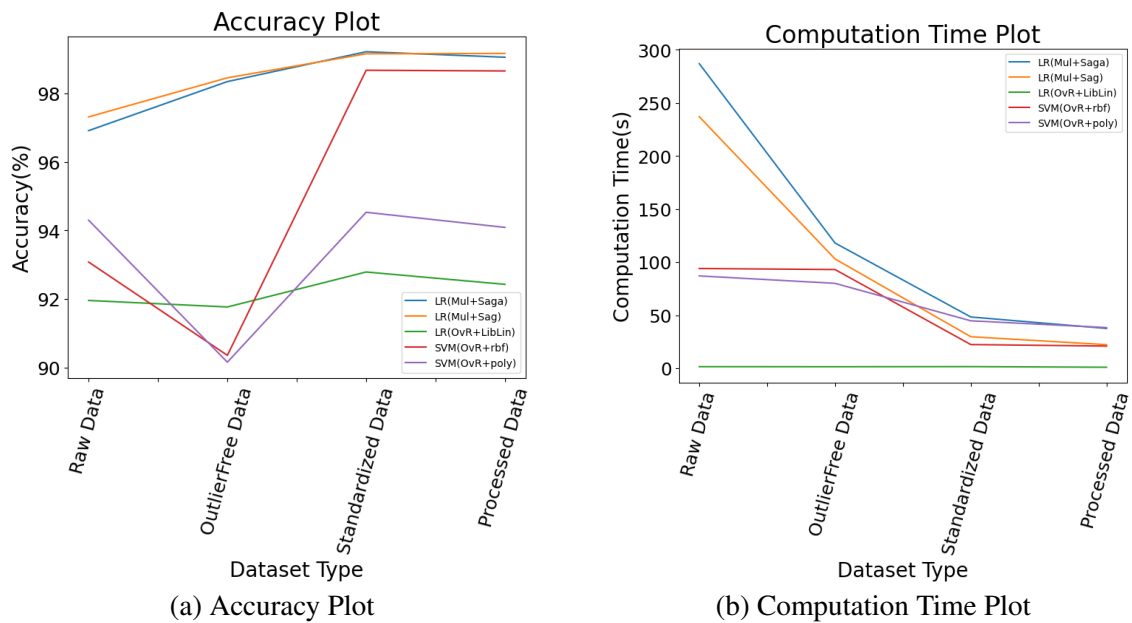 Accuracy Plot
Accuracy(%)
98
96
94
92
90
LR(Mul+Saga)
LR(Mul+Sag)
LR(OvR+LibLin)
SVM(OvR+rbf)
SVM(OvR+poly)
Raw Data
OutlierFree Data
Standardized Data
Processed Data
Dataset Type
(a) Accuracy Plot
Computation Time Plot
Computation Time(s)
300
250
200
150
100
50
0
LR(Mul+Saga)
LR(Mul+Sag)
LR(OvR+LibLin)
SVM(OvR+rbf)
SVM(OvR+poly)
Raw Data
OutlierFree Data
Standardized Data
Processed Data
Dataset Type
(b) Computation Time Plot